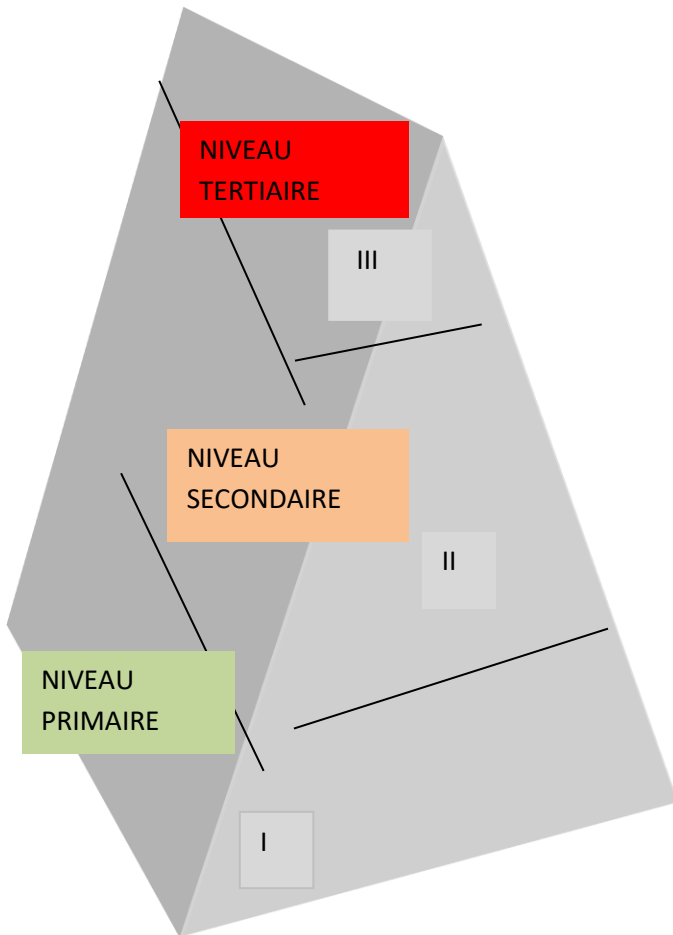 NIVEAU
TERTIAIRE
III
NIVEAU
SECONDAIRE
II
NIVEAU
PRIMAIRE
I